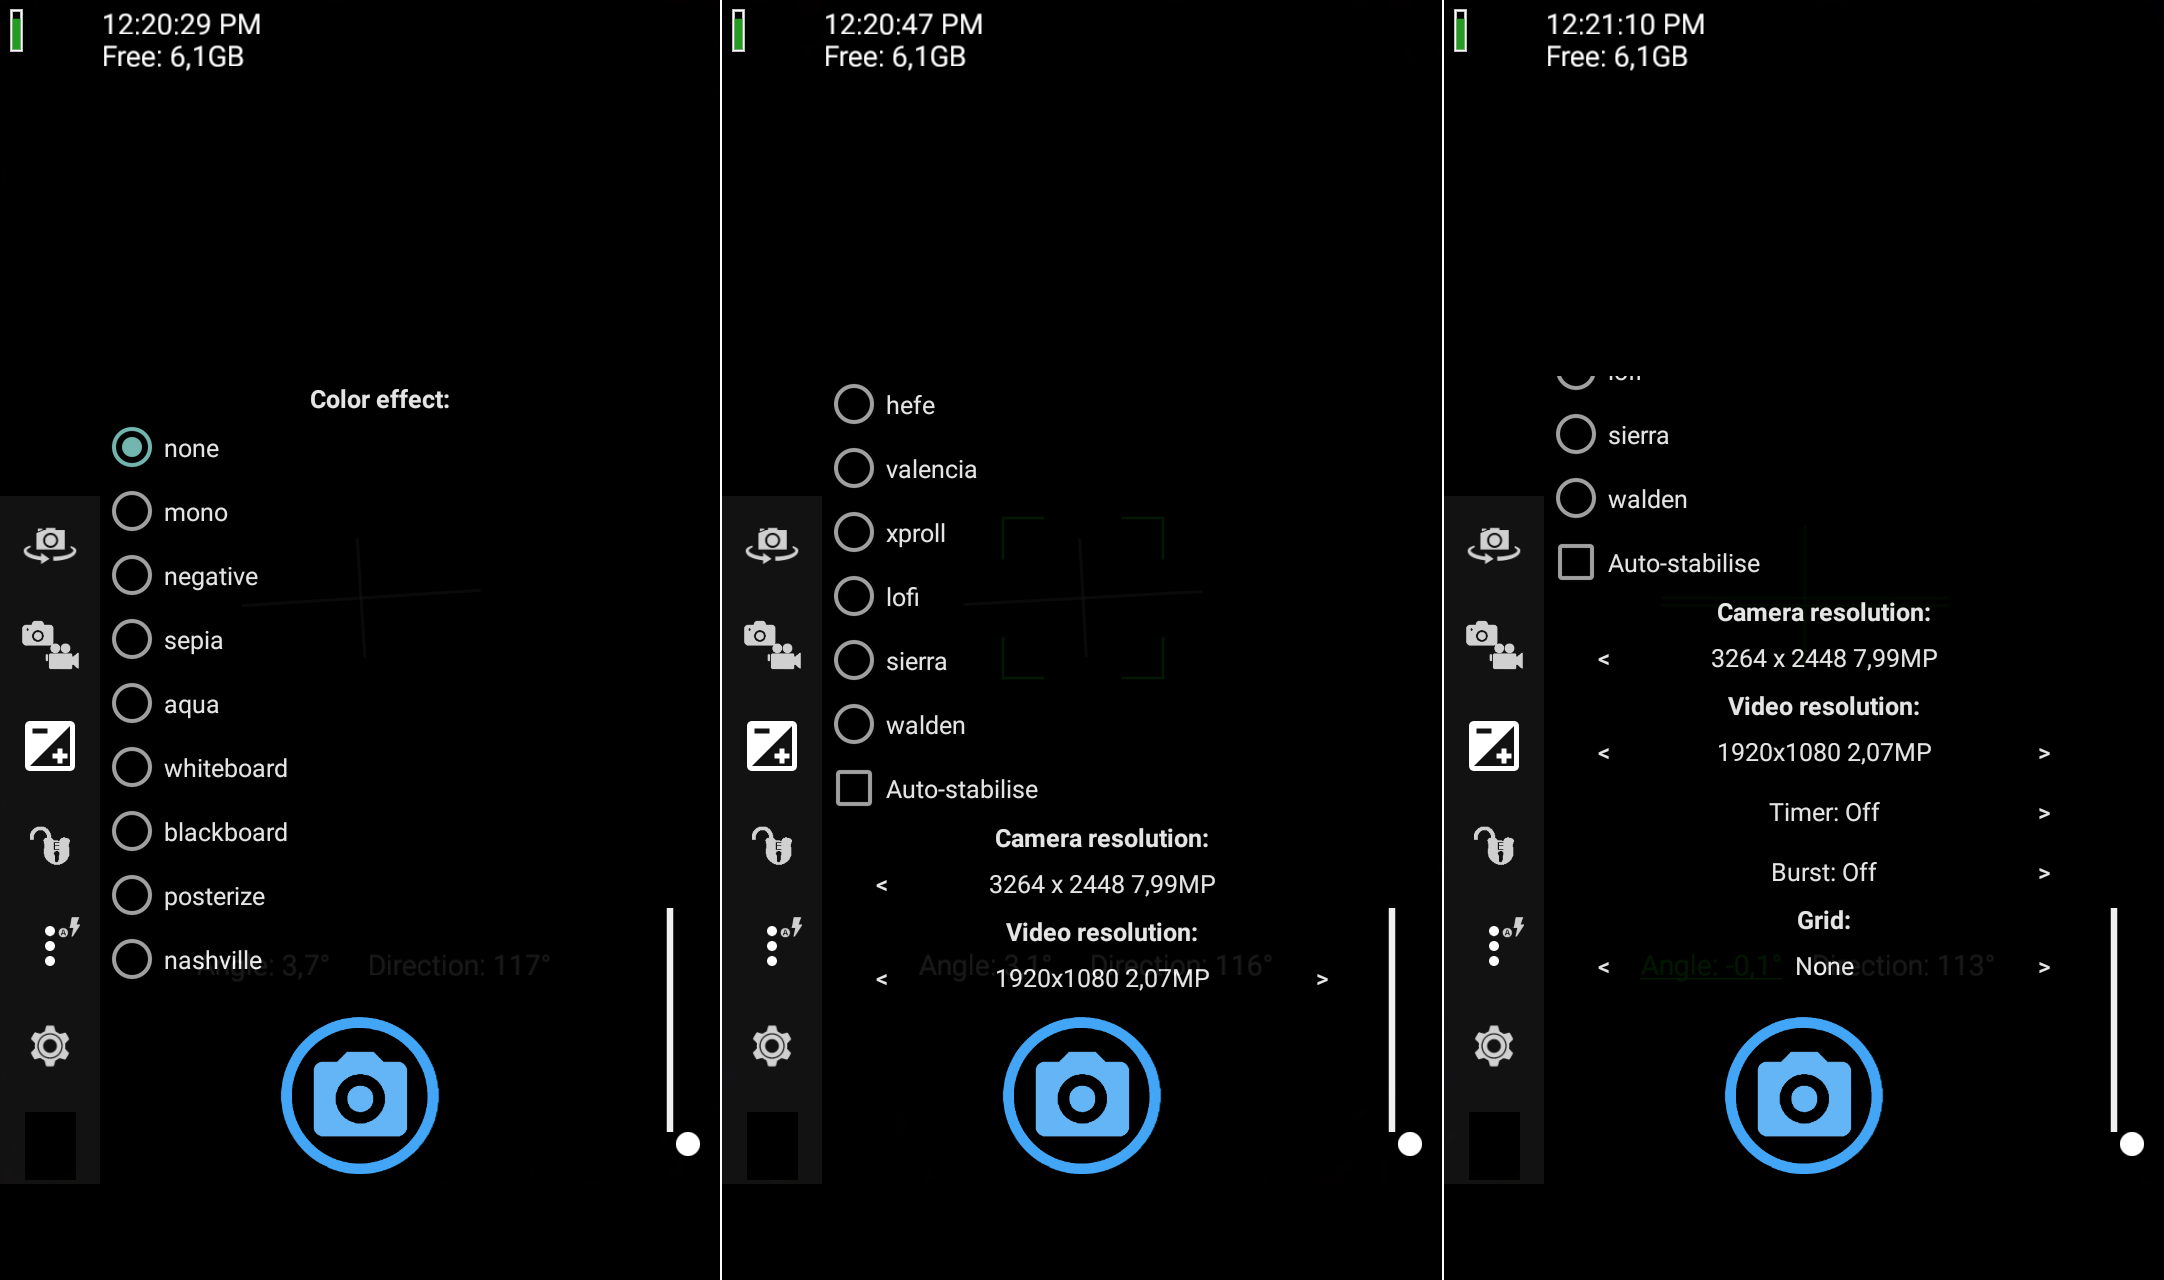 12:20:29 PM
Free: 6,1GB
Color effect:
none
mono
negative
sepia
aqua
whiteboard
blackboard
posterize
nashville
Angle: 3,7° Direction: 117°
12:20:47 PM
Free: 6,1GB
hefe
valencia
xproll
lofi
sierra
walden
Auto-stabilise
Camera resolution:
< 3264 x 2448 7,99MP
Video resolution:
Angle: 3,1° Direction: 116°
< 1920x1080 2,07MP >
12:21:10 PM
Free: 6,1GB
lofi
sierra
walden
Auto-stabilise
Camera resolution:
< 3264 x 2448 7,99MP
Video resolution:
< 1920x1080 2,07MP >
Timer: Off >
Burst: Off >
Grid:
Angle: -0,1° Direction: 113°
< None >